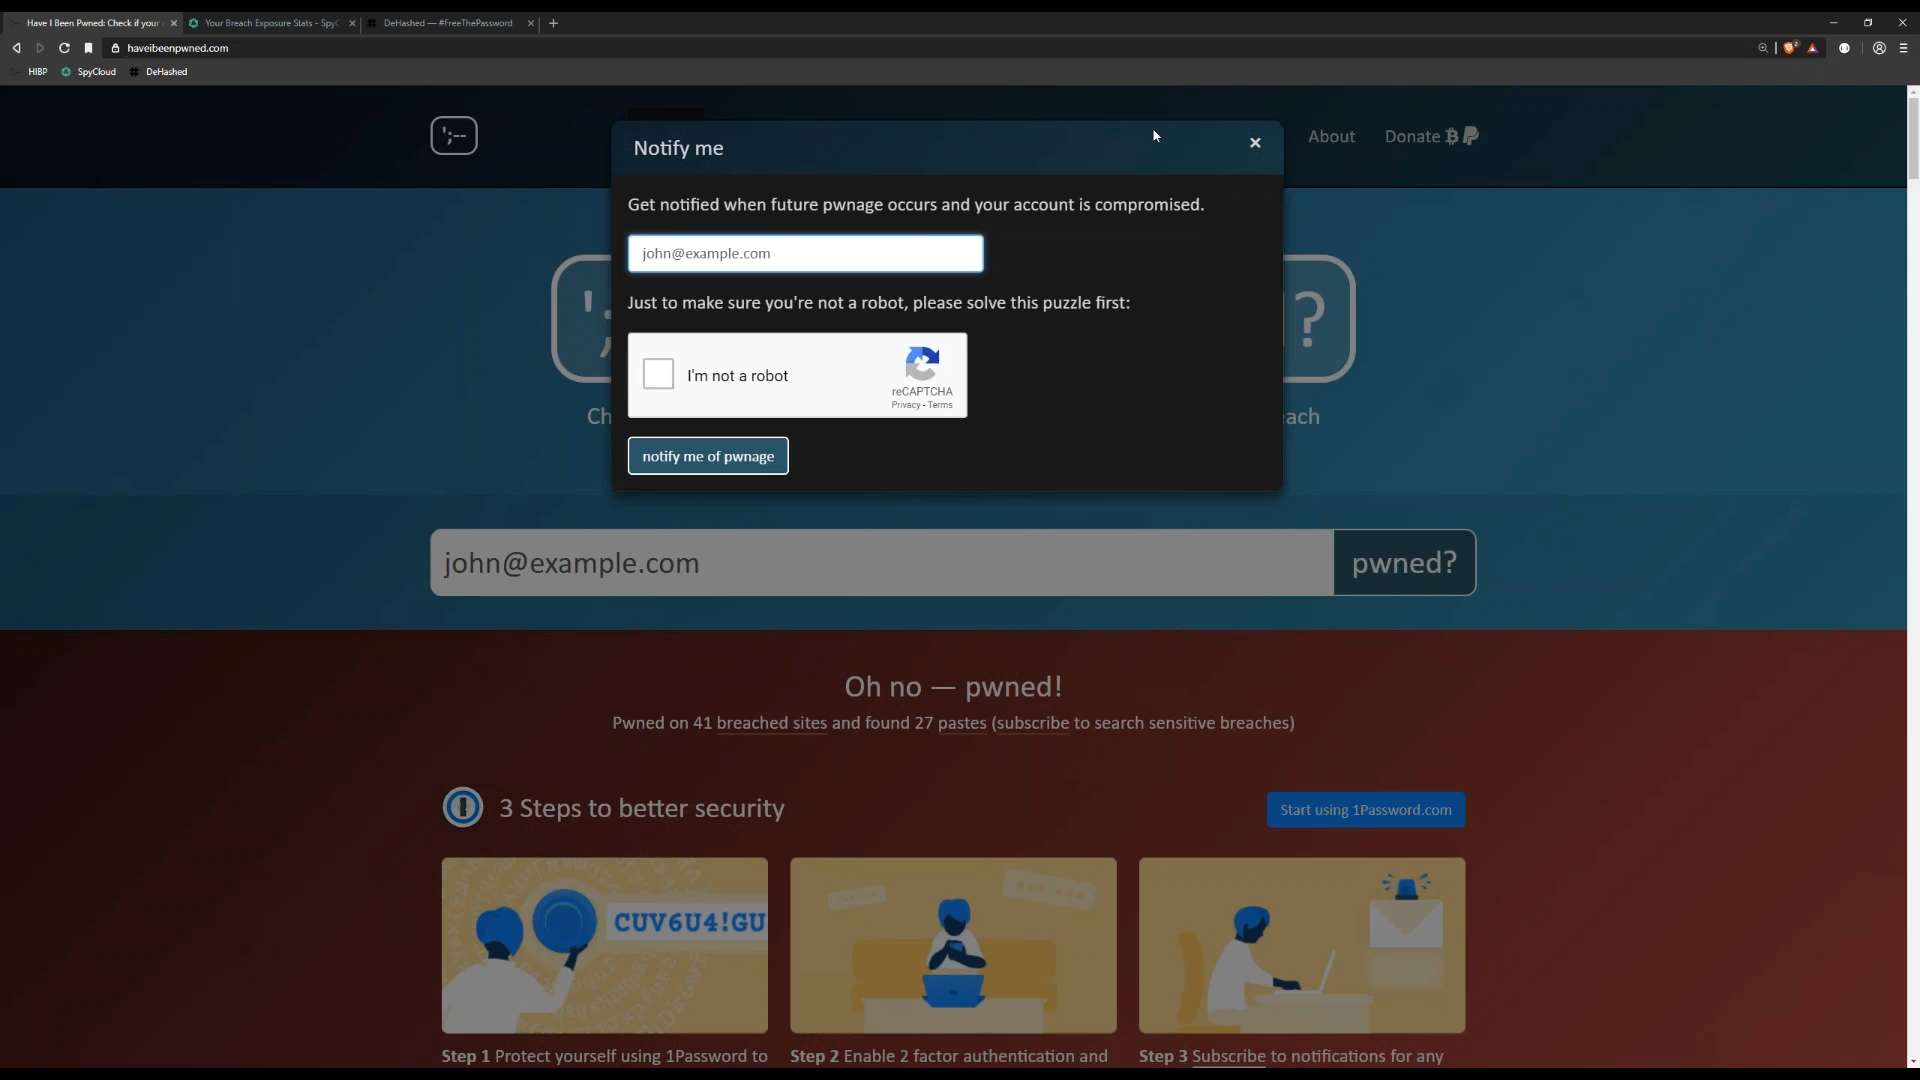 Have I Been Pwned: Check if your
Your Breach Exposure Stats - SpyC
DeHashed — #FreeThePassword
haveibeenpwned.com
2
HIBP
SpyCloud
DeHashed
';--
Notify me
About
Donate
Get notified when future pwnage occurs and your account is compromised.
john@example.com
Just to make sure you're not a robot, please solve this puzzle first:
';
?
I'm not a robot
reCAPTCHA
Privacy - Terms
Ch
each
notify me of pwnage
john@example.com
pwned?
Oh no — pwned!
Pwned on 41 breached sites and found 27 pastes (subscribe to search sensitive breaches)
3 Steps to better security
Start using 1Password.com
CUV6U4!GU
Step 1 Protect yourself using 1Password to
Step 2 Enable 2 factor authentication and
Step 3 Subscribe to notifications for any